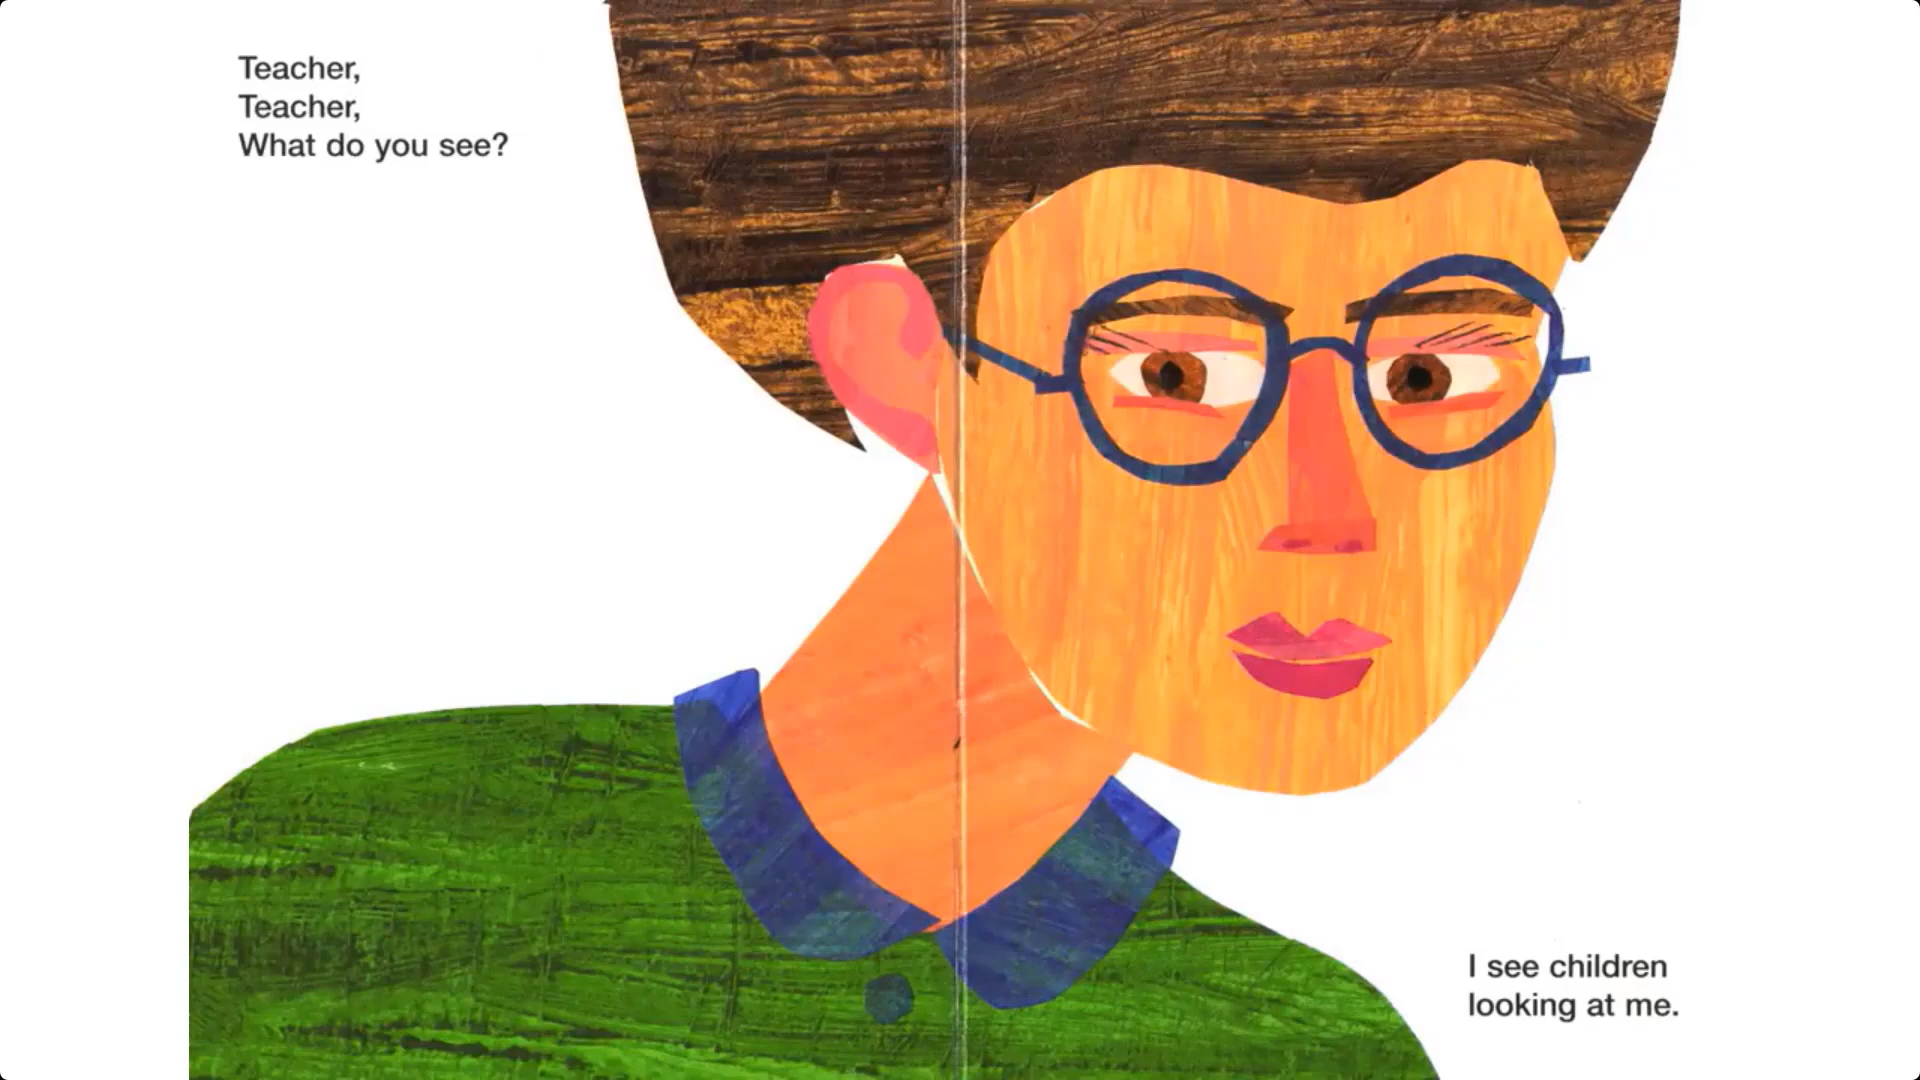 Teacher,
Teacher,
What do you see?
I see children
looking at me.